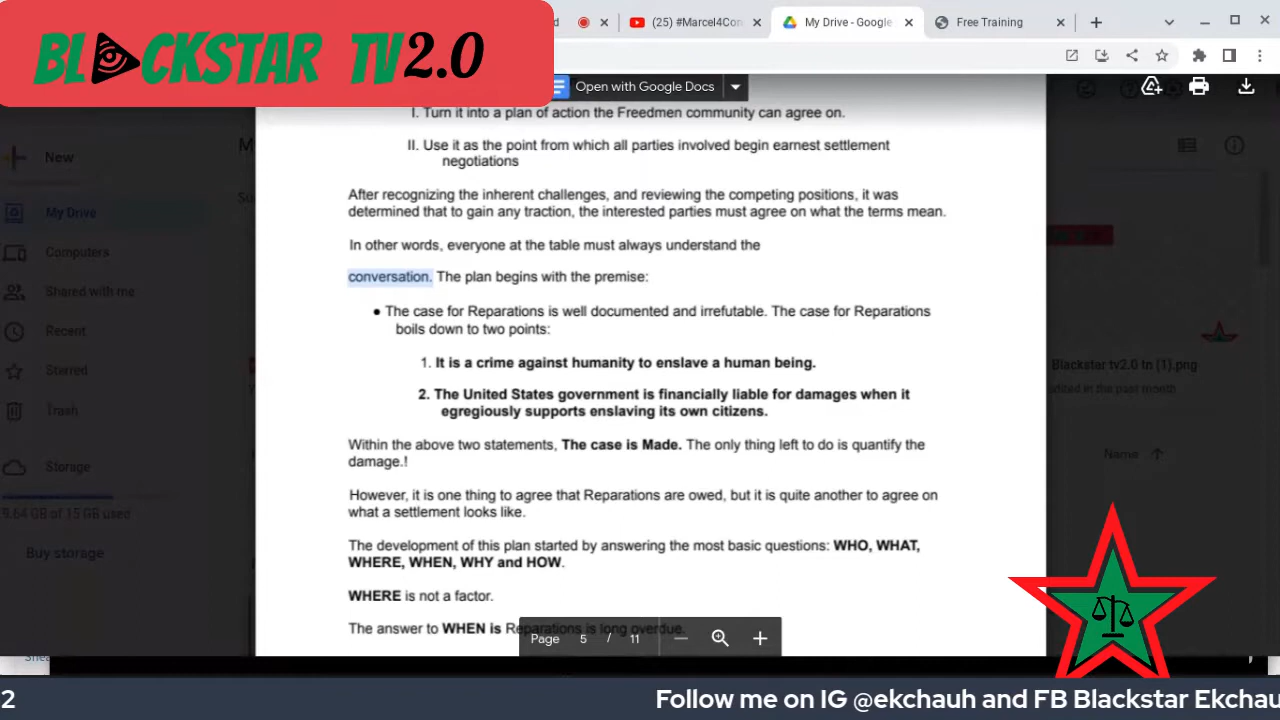 BLACKSTAR TV2.0
(25) #Marcel4Con
My Drive - Google
Free Training
Open with Google Docs
New
My Drive
Computers
Shared with me
Recent
Starred
Trash
Storage
9.64 GB of 15 GB used
Buy storage
I. Turn it into a plan of action the Freedmen community can agree on.
II. Use it as the point from which all parties involved begin earnest settlement
negotiations
After recognizing the inherent challenges, and reviewing the competing positions, it was
determined that to gain any traction, the interested parties must agree on what the terms mean.
In other words, everyone at the table must always understand the
conversation. The plan begins with the premise:
● The case for Reparations is well documented and irrefutable. The case for Reparations
boils down to two points:
1. It is a crime against humanity to enslave a human being.
2. The United States government is financially liable for damages when it
egregiously supports enslaving its own citizens.
Within the above two statements, The case is Made. The only thing left to do is quantify the
damage.!
However, it is one thing to agree that Reparations are owed, but it is quite another to agree on
what a settlement looks like.
The development of this plan started by answering the most basic questions: WHO, WHAT,
WHERE, WHEN, WHY and HOW.
WHERE is not a factor.
The answer to WHEN is Reparations is long overdue.
Page 5 / 11
Blackstar tv2.0 tn (1).png
edited in the past month
Name
2
Follow me on IG @ekchauh and FB Blackstar Ekchau